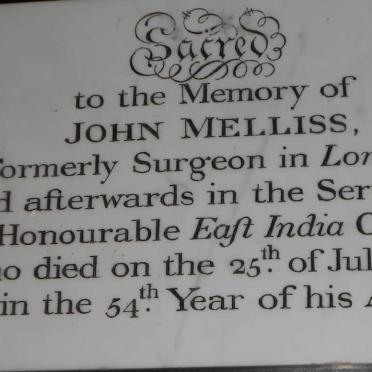 Sacred
to the Memory of
JOHN MELLISS,
ormerly Surgeon in Lon
d afterwards in the Ser
Honourable Eaſt India C
o died on the 25th. of Jul
in the 54th. Year of his A